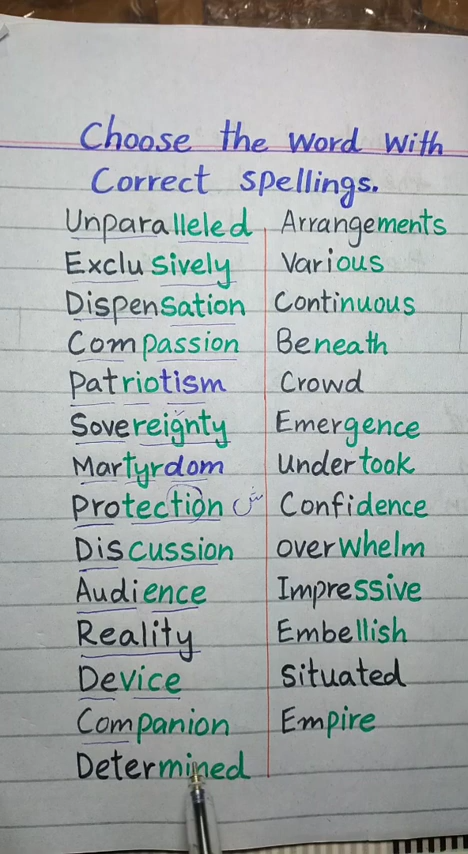 Choose the word with
Correct spellings.
Unparalleled
Exclusively
Dispensation
Compassion
Patriotism
Sovereignty
Martyrdom
Protection ش
Discussion
Audience
Reality
Device
Companion
Determined
Arrangements
Various
Continuous
Beneath
Crowd
Emergence
Undertook
Confidence
overwhelm
Impressive
Embellish
Situated
Empire